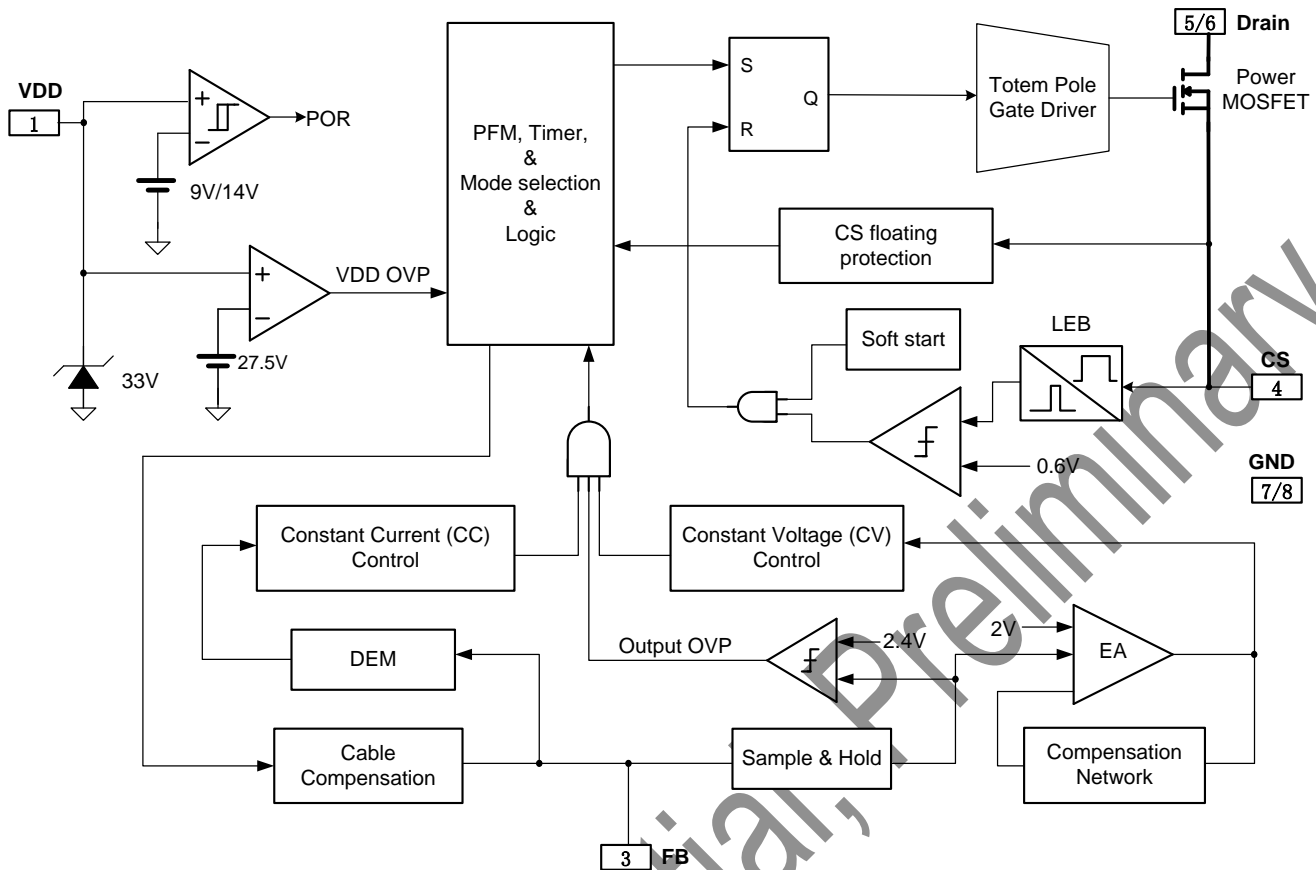 5/6 Drain
VDD
1
POR
9V/14V
PFM, Timer,
&
Mode selection
&
Logic
S
R
Q
Totem Pole
Gate Driver
Power
MOSFET
CS floating
protection
VDD OVP
27.5V
33V
Soft start
LEB
CS
4
0.6V
GND
7/8
Constant Current (CC)
Control
Constant Voltage (CV)
Control
DEM
Output OVP
2.4V
2V
EA
Cable
Compensation
Sample & Hold
Compensation
Network
3 FB
Preliminary